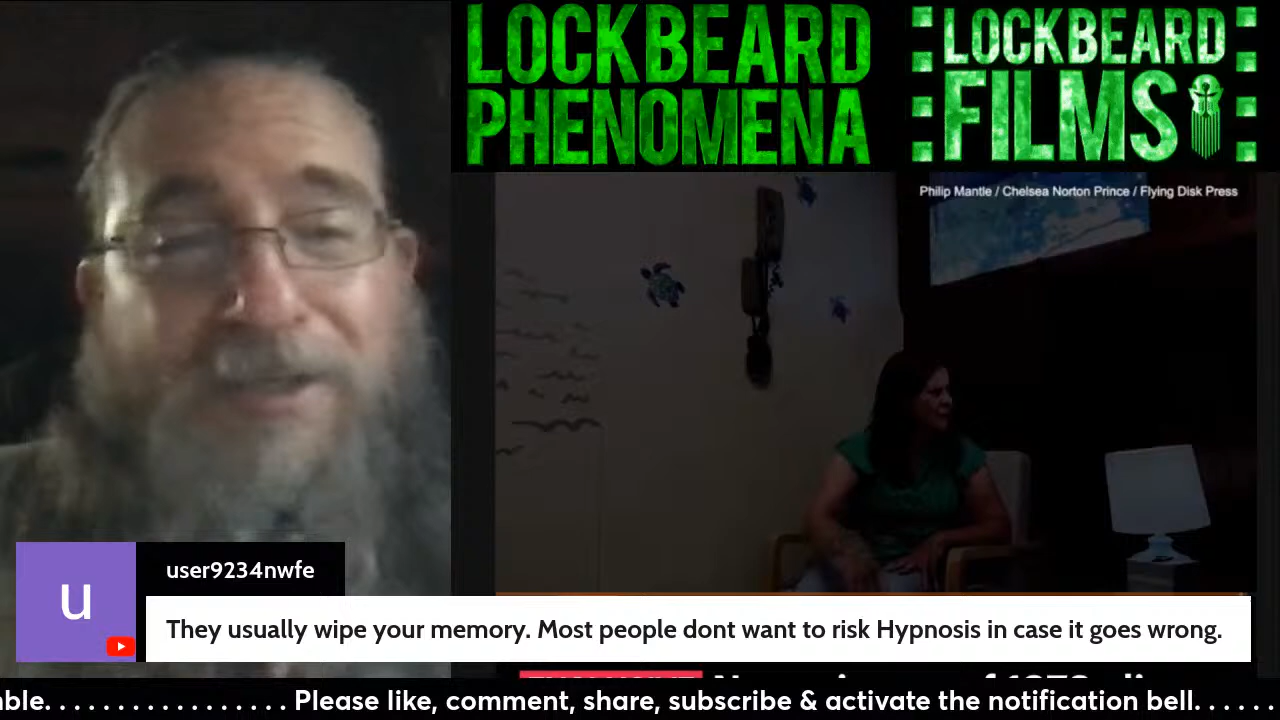 LOCKBEARD
PHENOMENA
LOCKBEARD
FILMS
Philip Mantle / Chelsea Norton Prince / Flying Disk Press
u
user9234nwfe
They usually wipe your memory. Most people dont want to risk Hypnosis in case it goes wrong.
Please like, comment, share, subscribe & activate the notification bell. . . . . .